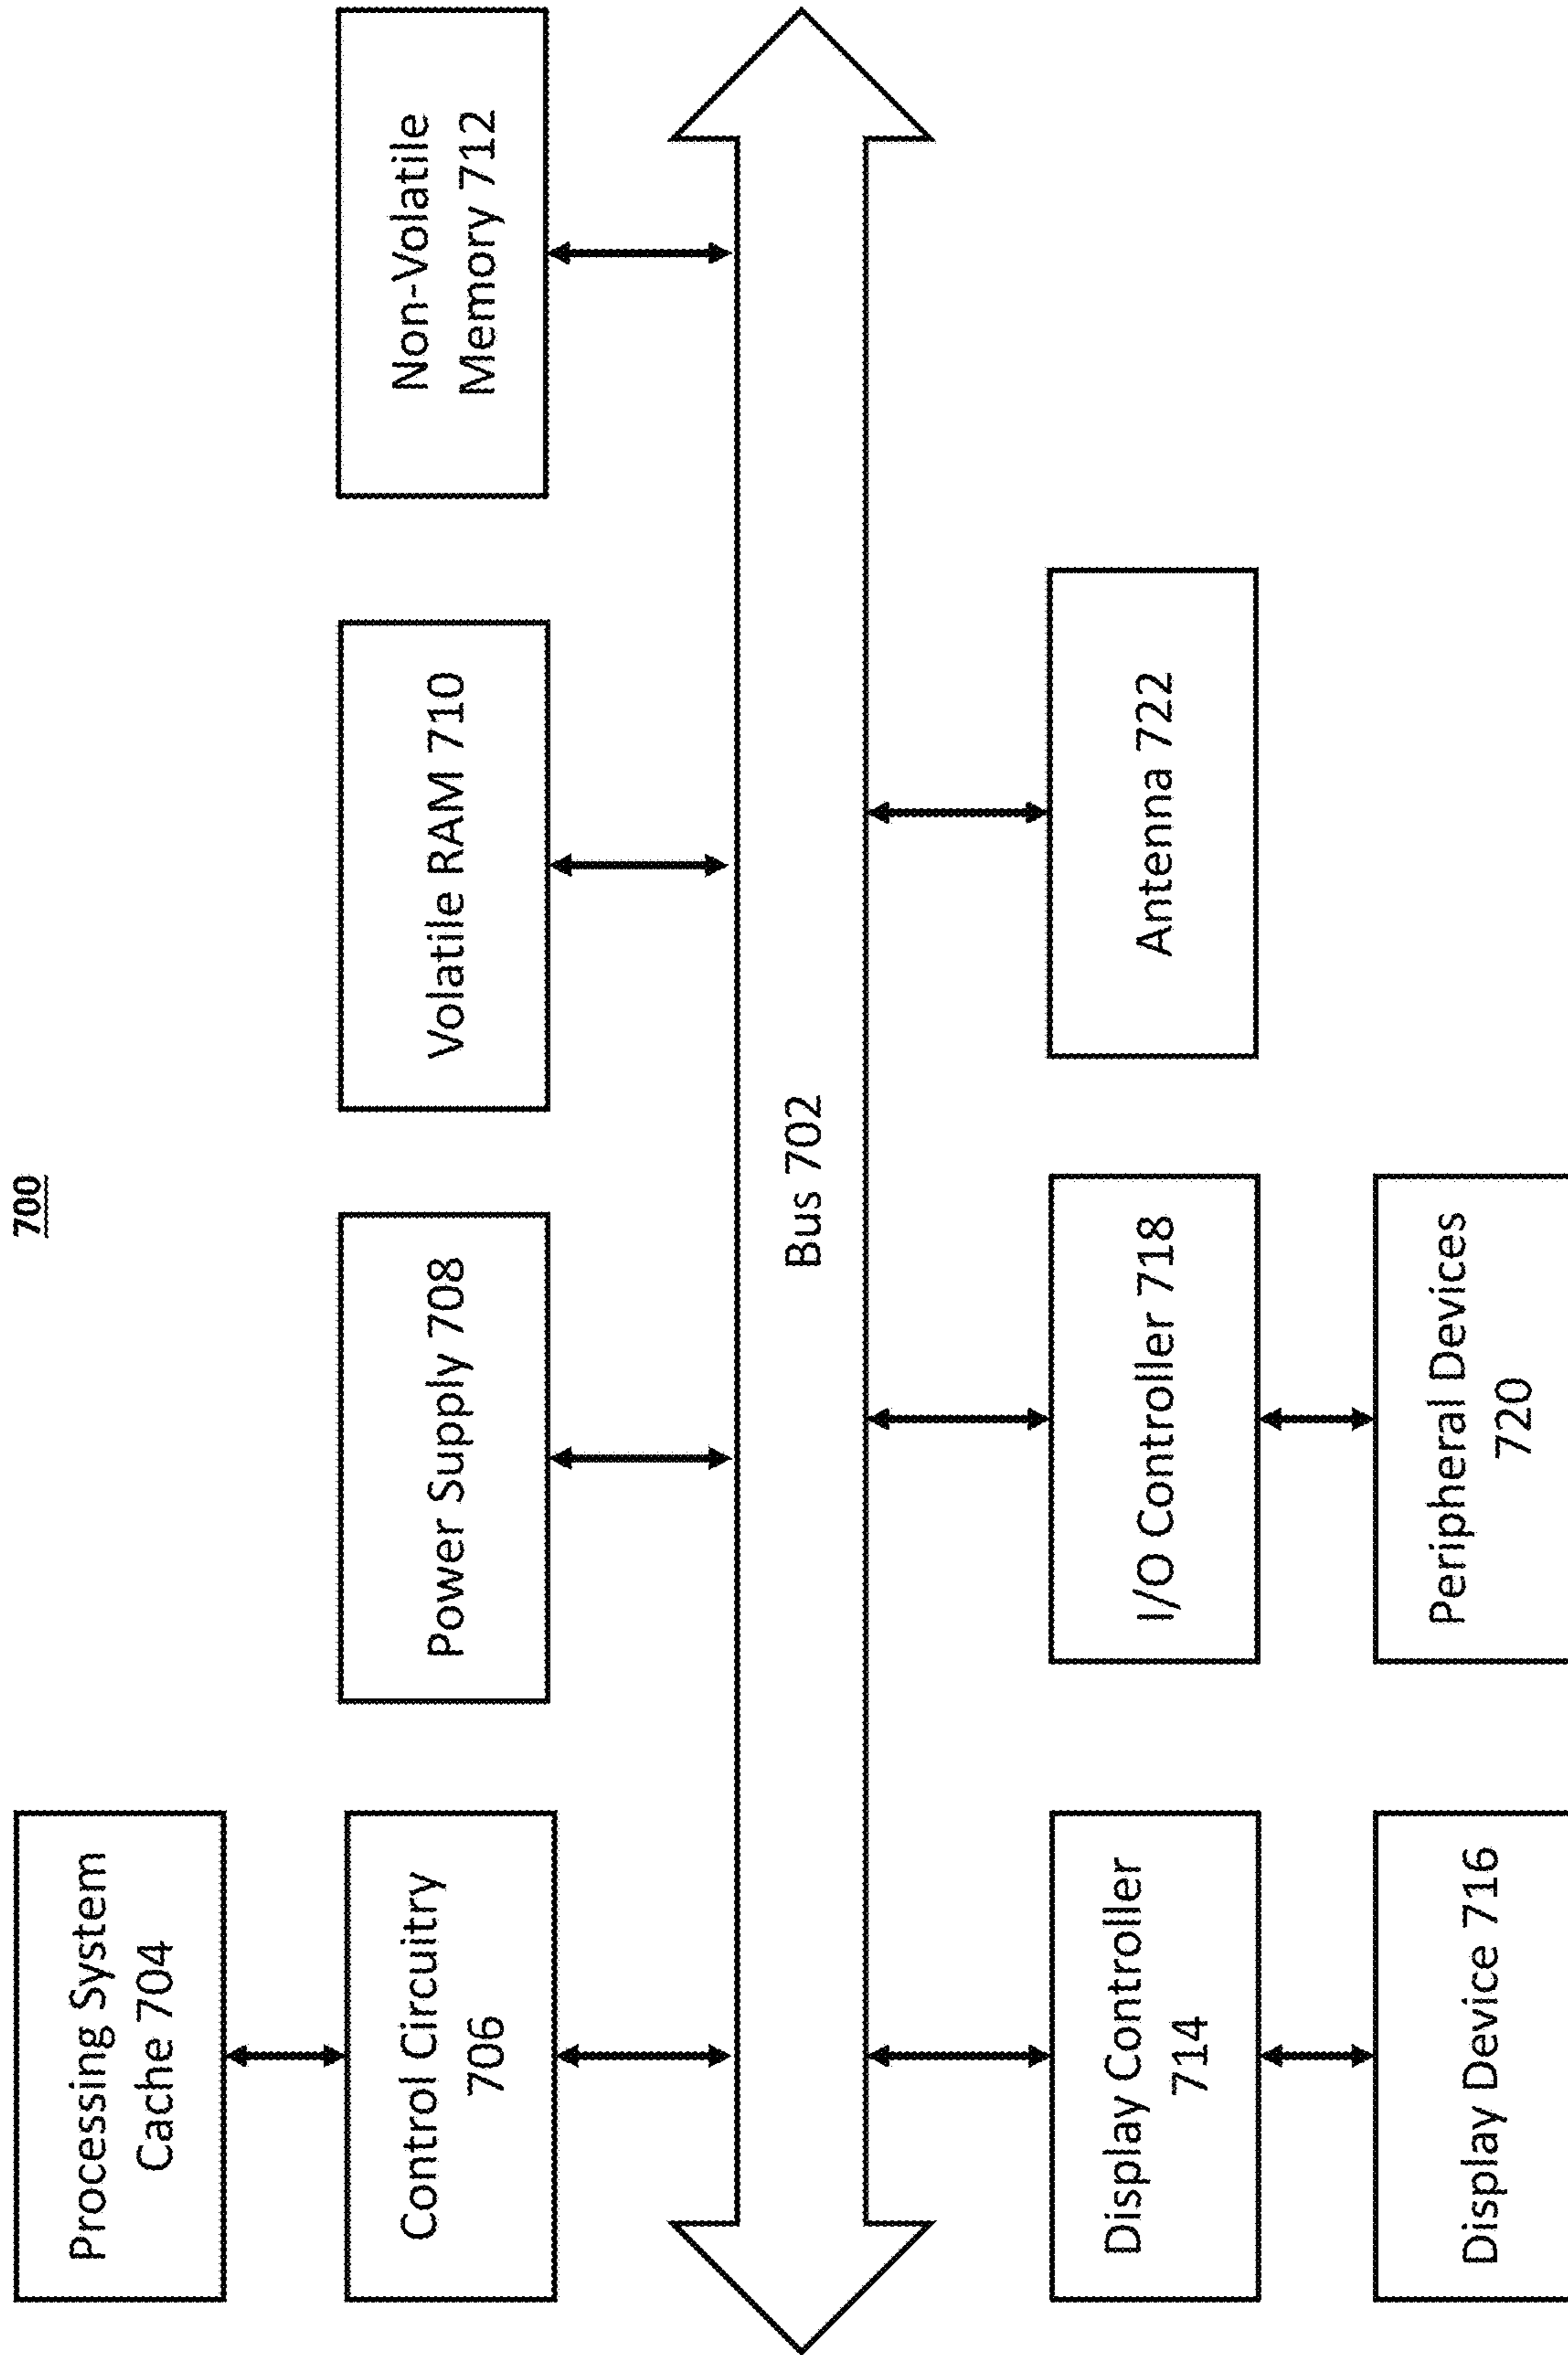 700
Processing System
Cache 704
Control Circuitry
706
Power Supply 708
Volatile RAM 710
Non-Volatile
Memory 712
Bus 702
Display Controller
714
I/O Controller 718
Antenna 722
Display Device 716
Peripheral Devices
720